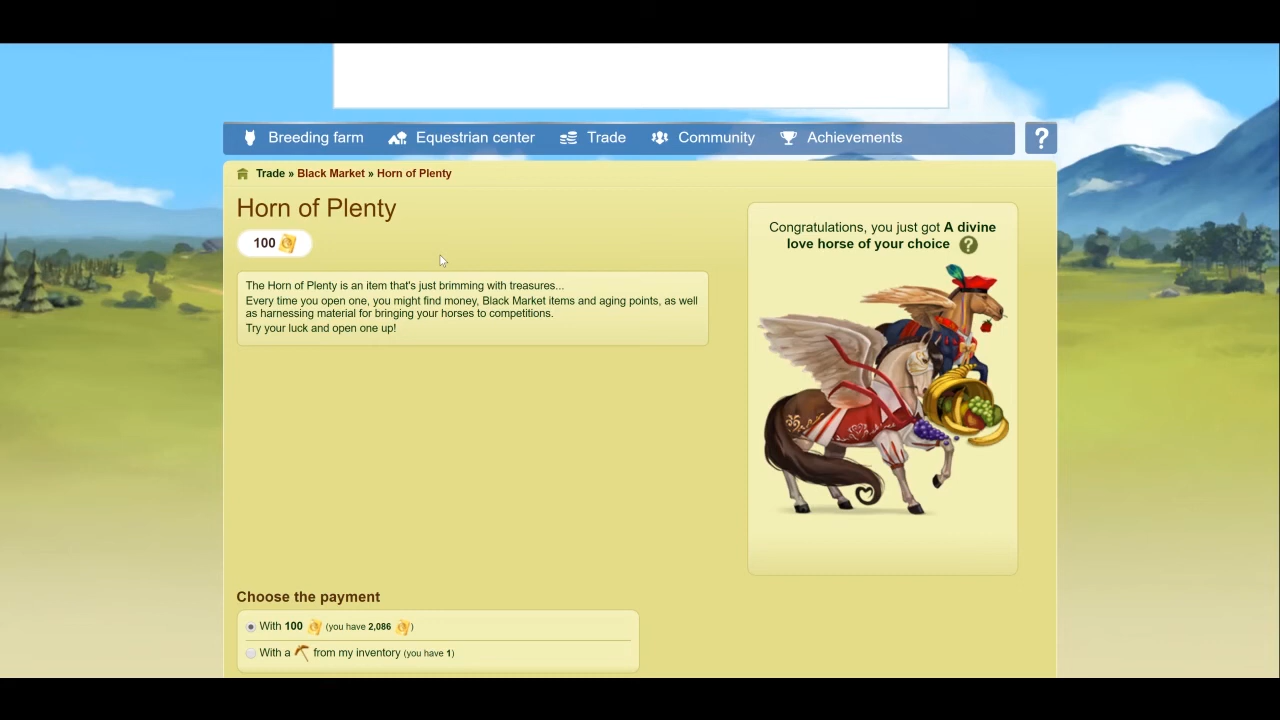 Breeding farm Equestrian center Trade Community Achievements ?
Trade » Black Market » Horn of Plenty
Horn of Plenty
100
The Horn of Plenty is an item that's just brimming with treasures...
Every time you open one, you might find money, Black Market items and aging points, as well
as harnessing material for bringing your horses to competitions.
Try your luck and open one up!
Congratulations, you just got A divine
love horse of your choice ?
Choose the payment
With 100 (you have 2,086 )
With a from my inventory (you have 1)